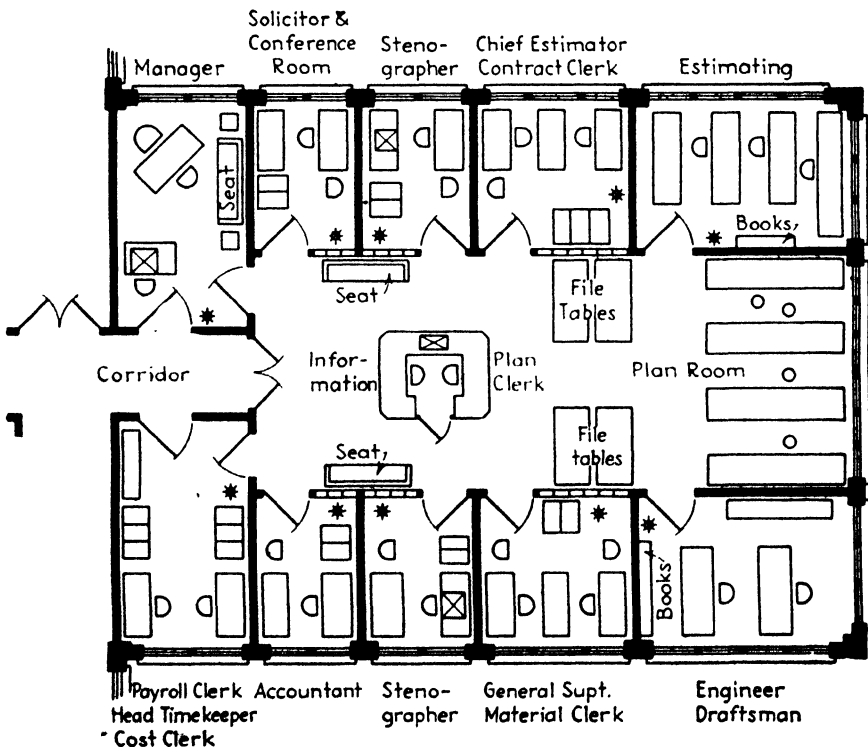 Manager
Solicitor &
Conference
Room
Steno-
grapher
Chief Estimator
Contract Clerk
Estimating
Seat
Books
Seat
File
Tables
Corridor
Infor-
mation
Plan
Clerk
Plan Room
Seat
File
tables
Books
Payroll Clerk
Head Timekeeper
Cost Clerk
Accountant
Steno-
grapher
General Supt.
Material Clerk
Engineer
Draftsman